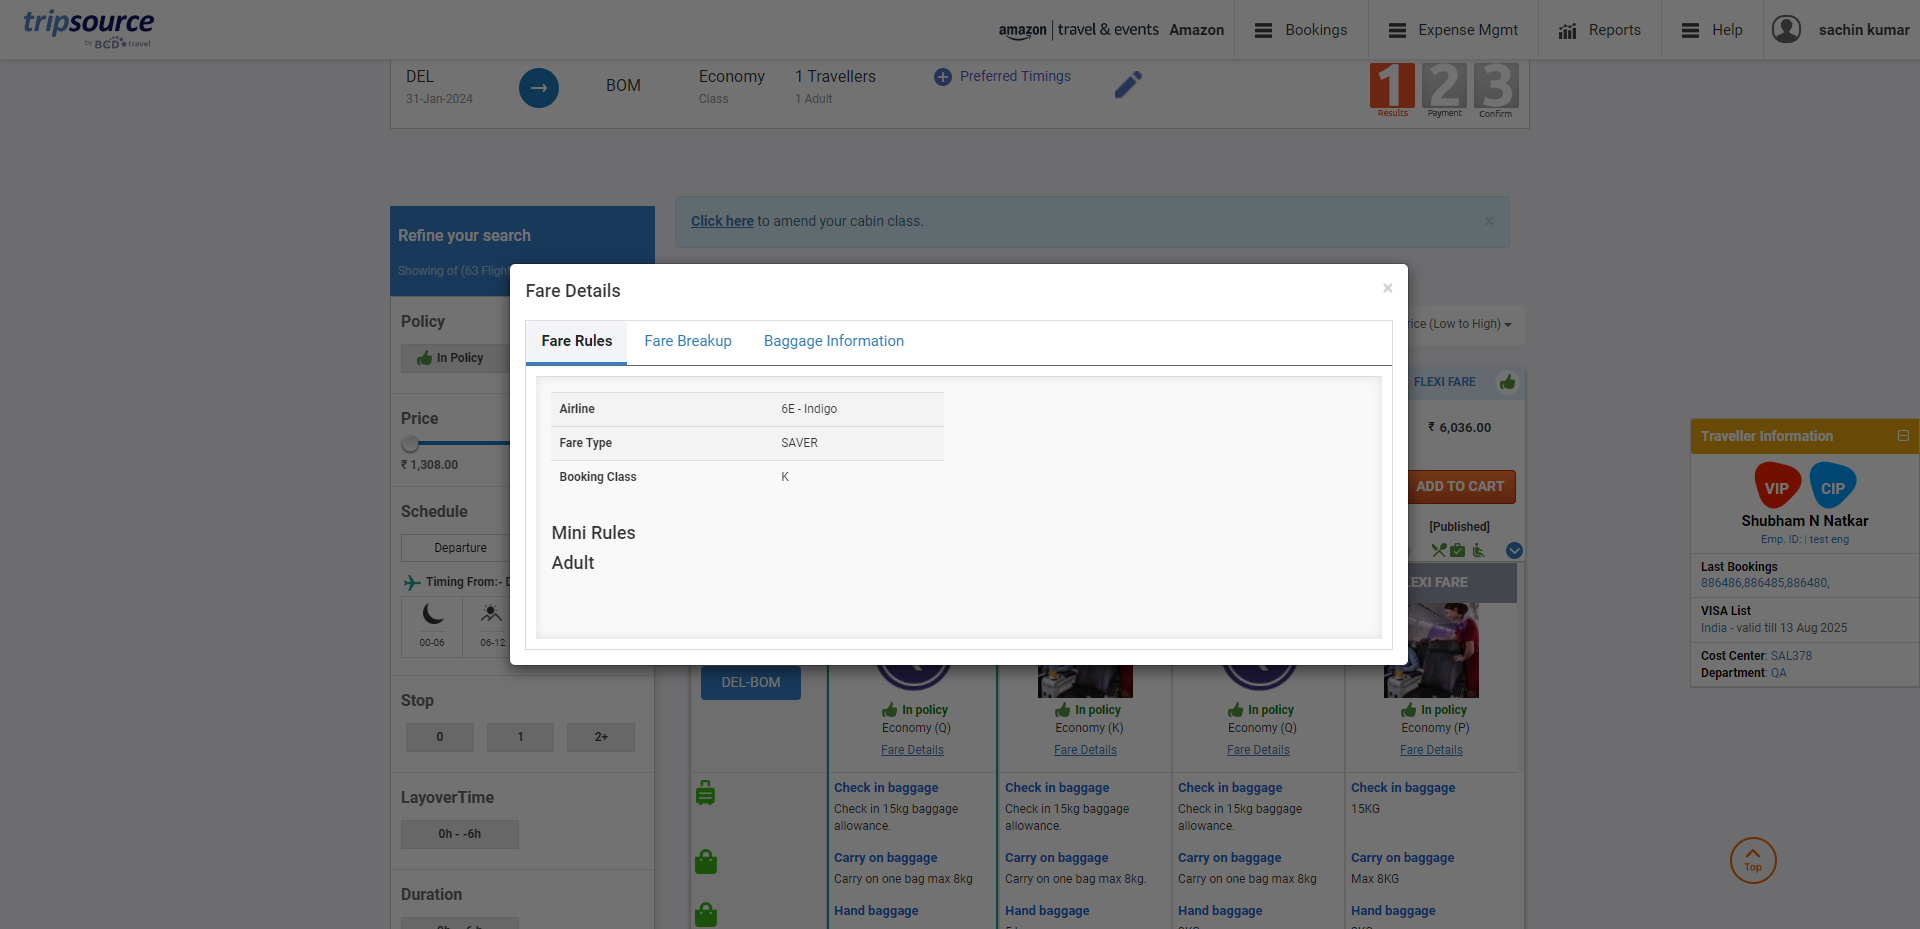 tripsource
by BCD travel
amazon | travel & events Amazon
Bookings
Expense Mgmt
Reports
Help
sachin kumar
DEL
31-Jan-2024
BOM
Economy
Class
1 Travellers
1 Adult
Preferred Timings
1 2 3
Results Payment Confirm
Refine your search
Showing of (63 Flight
Click here to amend your cabin class.
×
Fare Details
×
Fare Rules
Fare Breakup
Baggage Information
Airline 6E - Indigo
Fare Type SAVER
Booking Class K
Mini Rules
Adult
Policy
In Policy
Price
₹ 1,308.00
Schedule
Departure
Timing From:- D
00-06
06-12
Stop
0 1 2+
LayoverTime
0h - -6h
Duration
rice (Low to High)
FLEXI FARE
₹ 6,036.00
ADD TO CART
[Published]
LEXI FARE
DEL-BOM
In policy
Economy (Q)
Fare Details
In policy
Economy (K)
Fare Details
In policy
Economy (Q)
Fare Details
In policy
Economy (P)
Fare Details
Check in baggage
Check in 15kg baggage
allowance.
Check in baggage
Check in 15kg baggage
allowance.
Check in baggage
Check in 15kg baggage
allowance.
Check in baggage
15KG
Carry on baggage
Carry on one bag max 8kg
Carry on baggage
Carry on one bag max 8kg.
Carry on baggage
Carry on one bag max 8kg
Carry on baggage
Max 8KG
Hand baggage
Hand baggage
Hand baggage
Hand baggage
Traveller Information
VIP CIP
Shubham N Natkar
Emp. ID: | test eng
Last Bookings
886486,886485,886480,
VISA List
India - valid till 13 Aug 2025
Cost Center: SAL378
Department: QA
Top